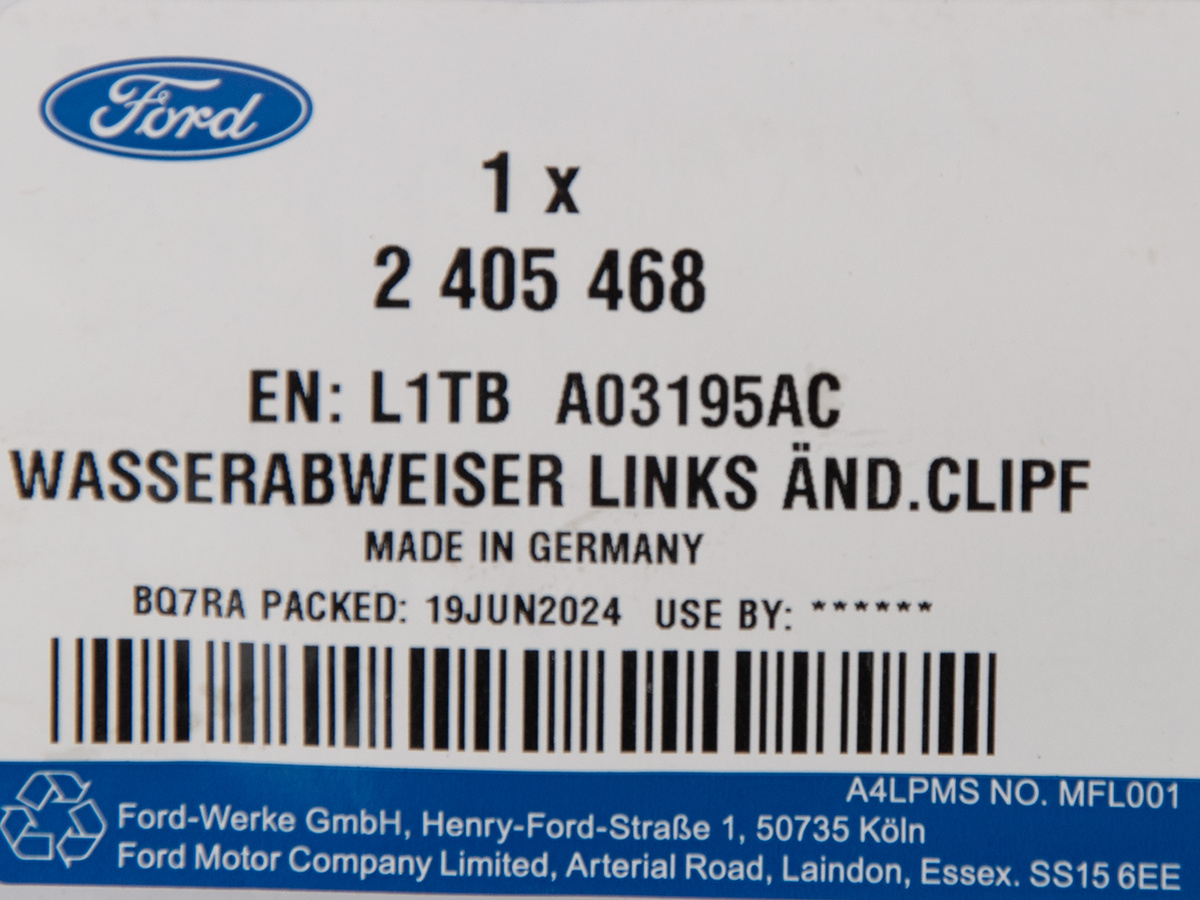 Ford
1 x
2 405 468
EN: L1TB A03195AC
WASSERABWEISER LINKS ÄND.CLIPF
MADE IN GERMANY
BQ7RA PACKED: 19JUN2024 USE BY: ******
A4LPMS NO. MFL001
Ford-Werke GmbH, Henry-Ford-Straße 1, 50735 Köln
Ford Motor Company Limited, Arterial Road, Laindon, Essex. SS15 6EE